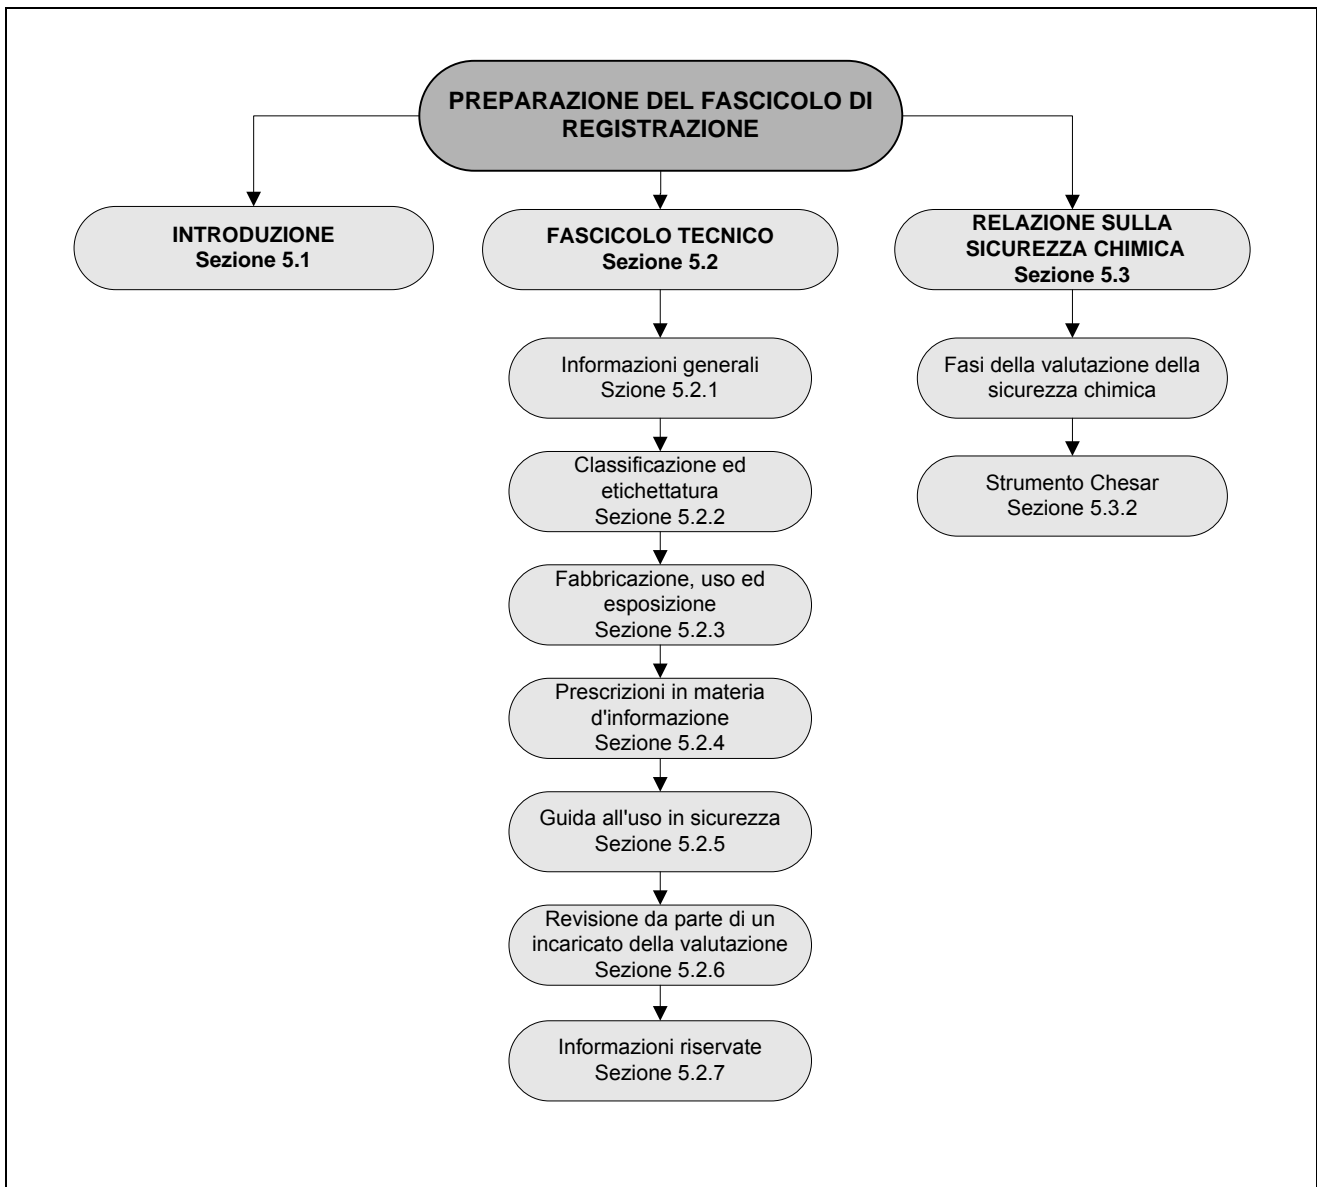 PREPARAZIONE DEL FASCICOLO DI
REGISTRAZIONE
INTRODUZIONE
Sezione 5.1
FASCICOLO TECNICO
Sezione 5.2
RELAZIONE SULLA
SICUREZZA CHIMICA
Sezione 5.3
Informazioni generali
Szione 5.2.1
Classificazione ed
etichettatura
Sezione 5.2.2
Fabbricazione, uso ed
esposizione
Sezione 5.2.3
Prescrizioni in materia
d'informazione
Sezione 5.2.4
Guida all'uso in sicurezza
Sezione 5.2.5
Revisione da parte di un
incaricato della valutazione
Sezione 5.2.6
Informazioni riservate
Sezione 5.2.7
Fasi della valutazione della
sicurezza chimica
Strumento Chesar
Sezione 5.3.2